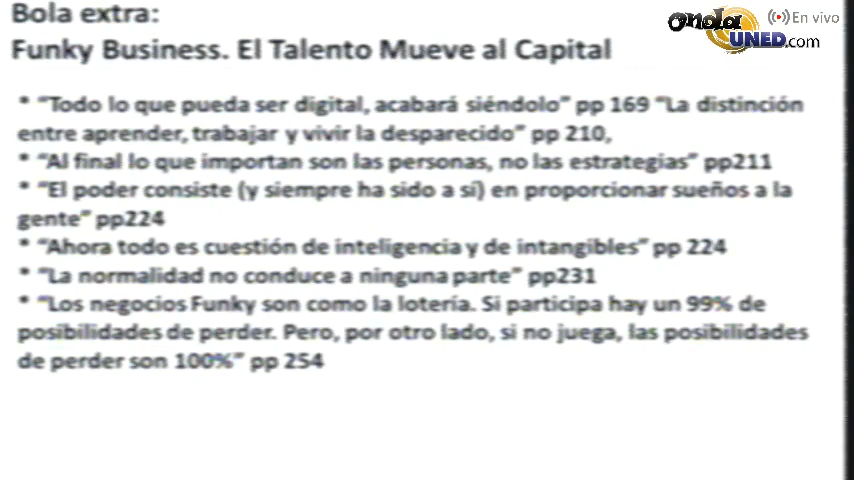 Bola extra:
Funky Business. El Talento Mueve al Capital
* "Todo lo que pueda ser digital, acabará siéndolo" pp 169 "La distinción
entre aprender, trabajar y vivir la desparecido" pp 210,
* "Al final lo que importan son las personas, no las estrategias" pp211
* "El poder consiste (y siempre ha sido a sí) en proporcionar sueños a la
gente" pp224
* "Ahora todo es cuestión de inteligencia y de intangibles" pp 224
* "La normalidad no conduce a ninguna parte" pp231
* "Los negocios Funky son como la lotería. Si participa hay un 99% de
posibilidades de perder. Pero, por otro lado, si no juega, las posibilidades
de perder son 100%" pp 254
onda
UNED.com
En vivo